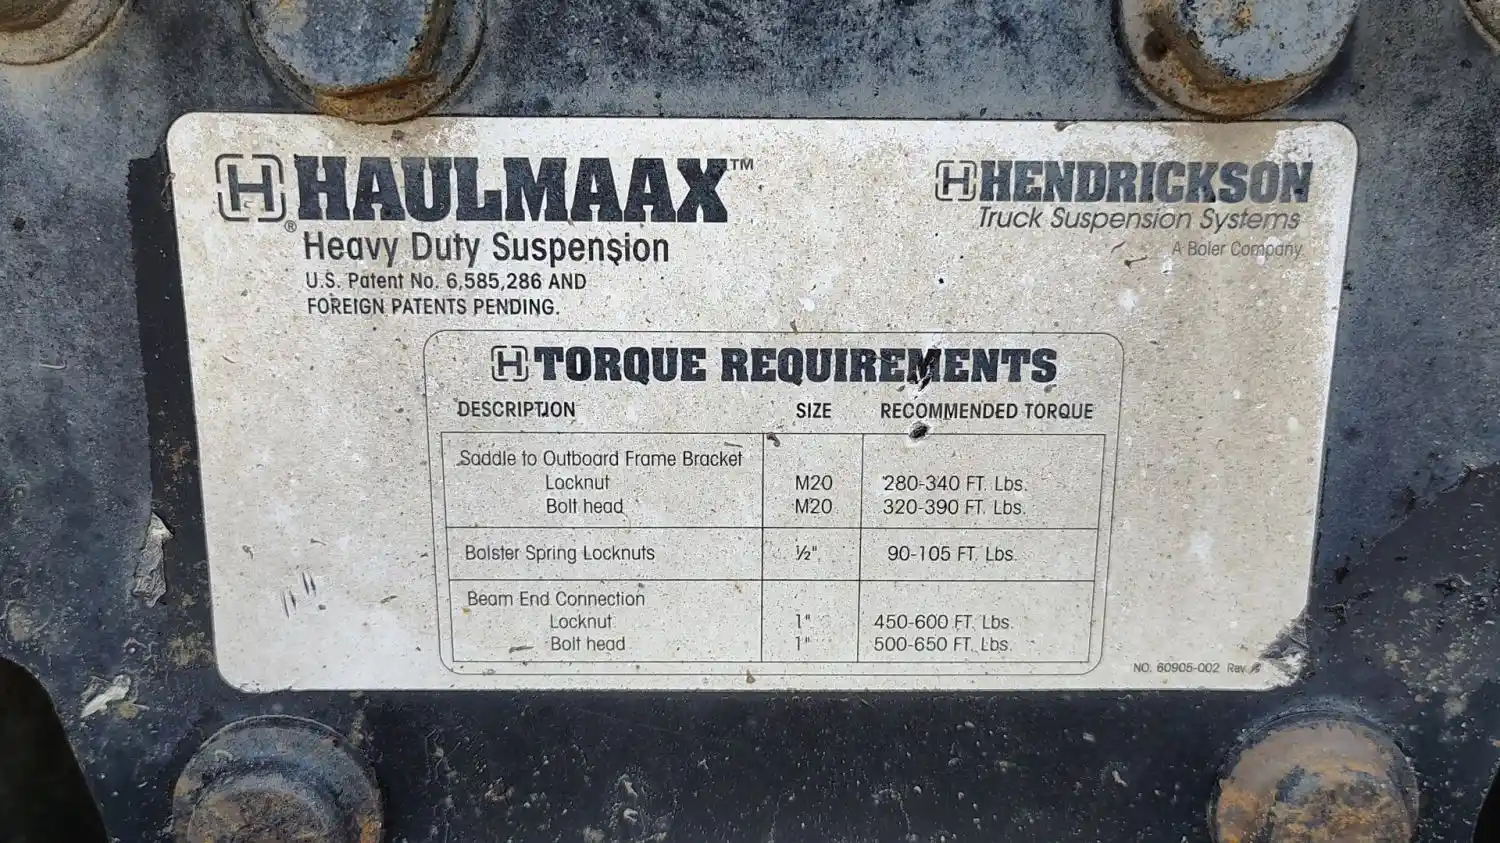 H HAULMAAX™
®
Heavy Duty Suspension
U.S. Patent No. 6,585,286 AND
FOREIGN PATENTS PENDING.
H HENDRICKSON
Truck Suspension Systems
A Boler Company
H TORQUE REQUIREMENTS
DESCRIPTION SIZE RECOMMENDED TORQUE
Saddle to Outboard Frame Bracket
Locknut M20 280-340 FT. Lbs.
Bolt head M20 320-390 FT. Lbs.
Bolster Spring Locknuts ½" 90-105 FT. Lbs.
Beam End Connection
Locknut 1" 450-600 FT. Lbs.
Bolt head 1" 500-650 FT. Lbs.
NO. 60905-002 Rev